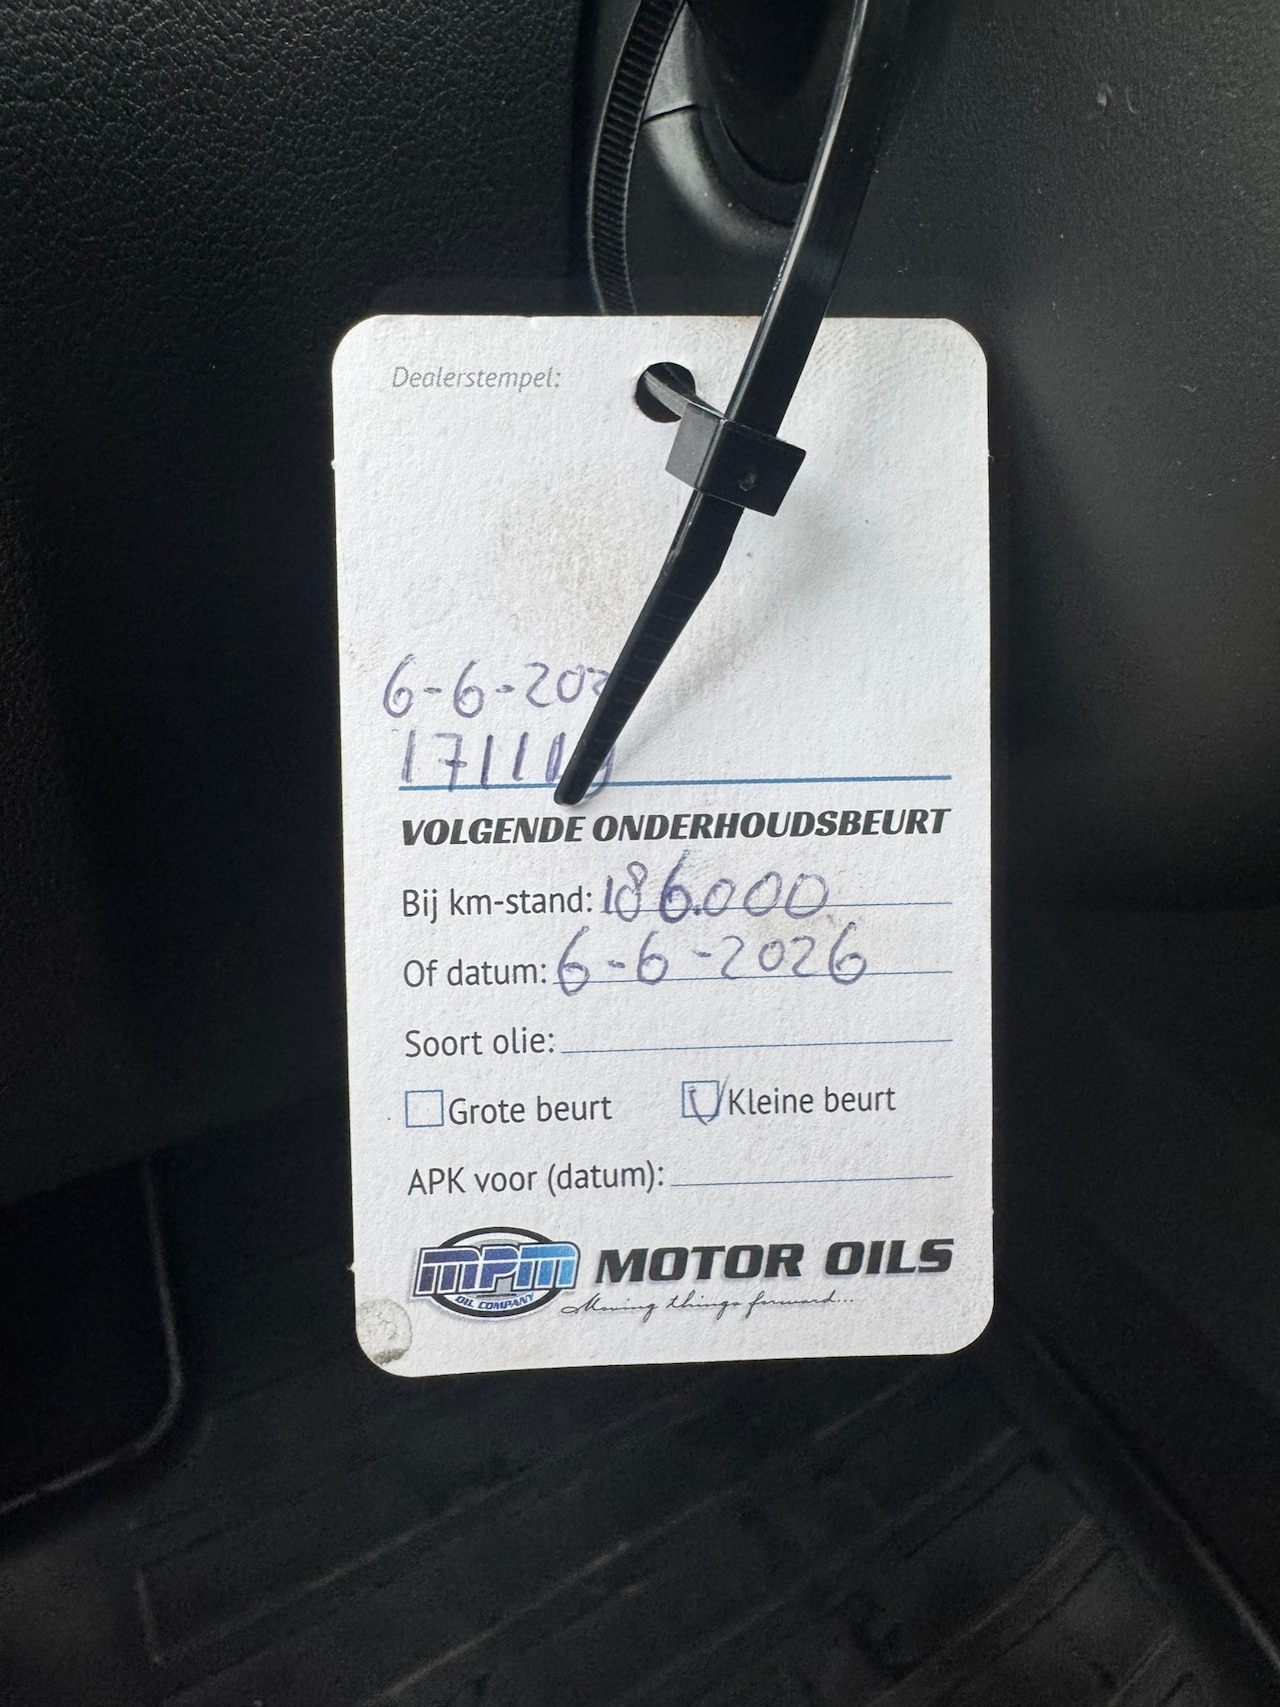 Dealerstempel:
6-6-202
17111
VOLGENDE ONDERHOUDSBEURT
Bij km-stand: 186.000
Of datum: 6-6-2026
Soort olie:
Grote beurt Kleine beurt
APK voor (datum):
MPM MOTOR OILS
OIL COMPANY Moving things forward...